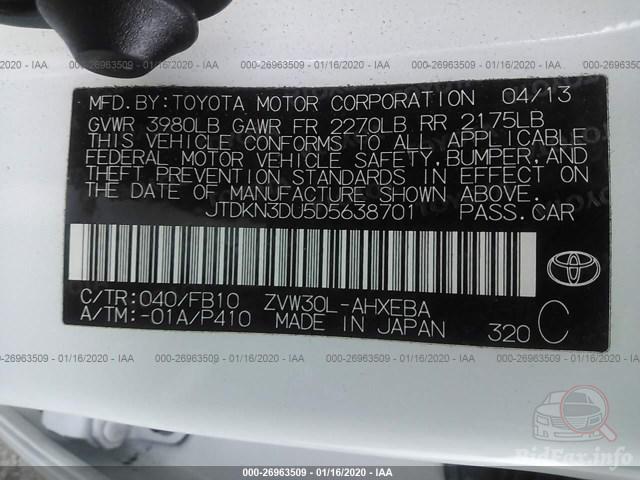 000-26963509 - 01/16/2020 - IAA
MFD.BY:TOYOTA MOTOR CORPORATION 04/13
GVWR 3980LB GAWR FR 2270LB RR 2175LB
THIS VEHICLE CONFORMS TO ALL APPLICABLE
FEDERAL MOTOR VEHICLE SAFETY,BUMPER,AND
THEFT PREVENTION STANDARDS IN EFFECT ON
THE DATE OF MANUFACTURE SHOWN ABOVE.
JTDKN3DU5D5638701 PASS.CAR
C/TR:040/FB10 ZVW30L-AHXEBA
A/TM:-01A/P410 MADE IN JAPAN 320 C
000-26963509 - 01/16/2020 - IAA
BidFax.info
000-26963509 - 01/16/2020 - IAA